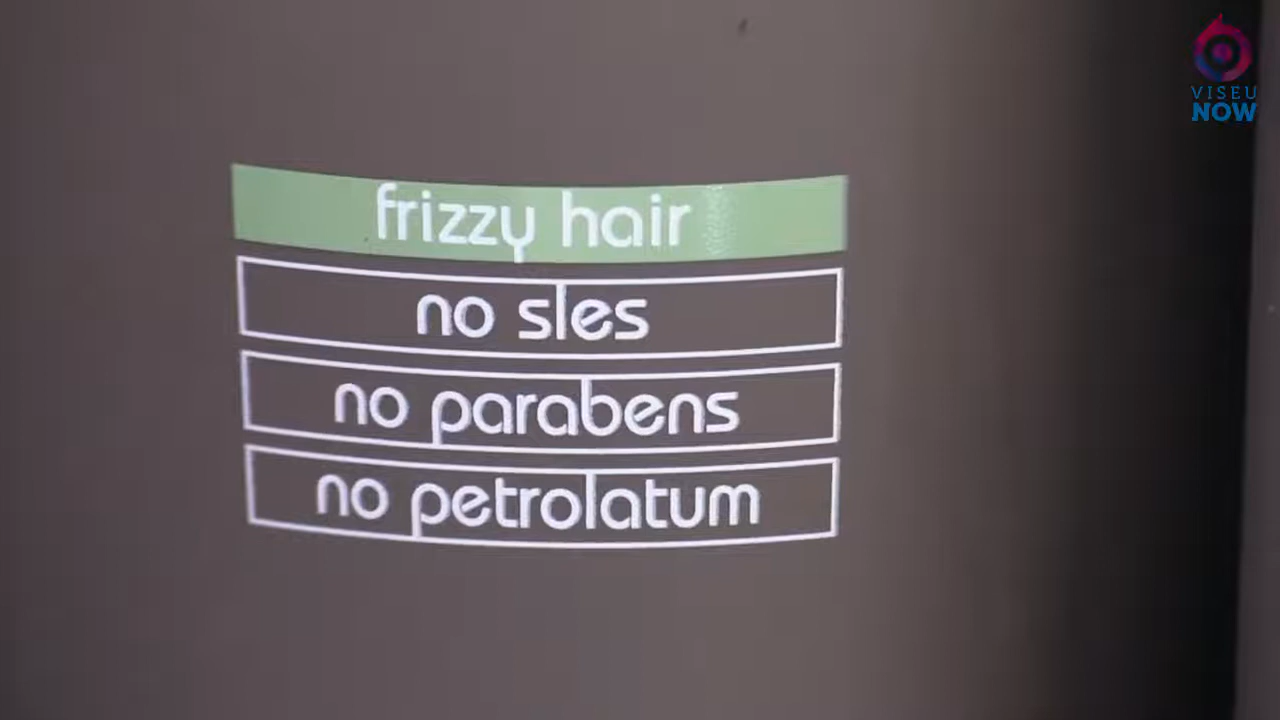 VISEU
NOW
frizzy hair
no sles
no parabens
no petrolatum